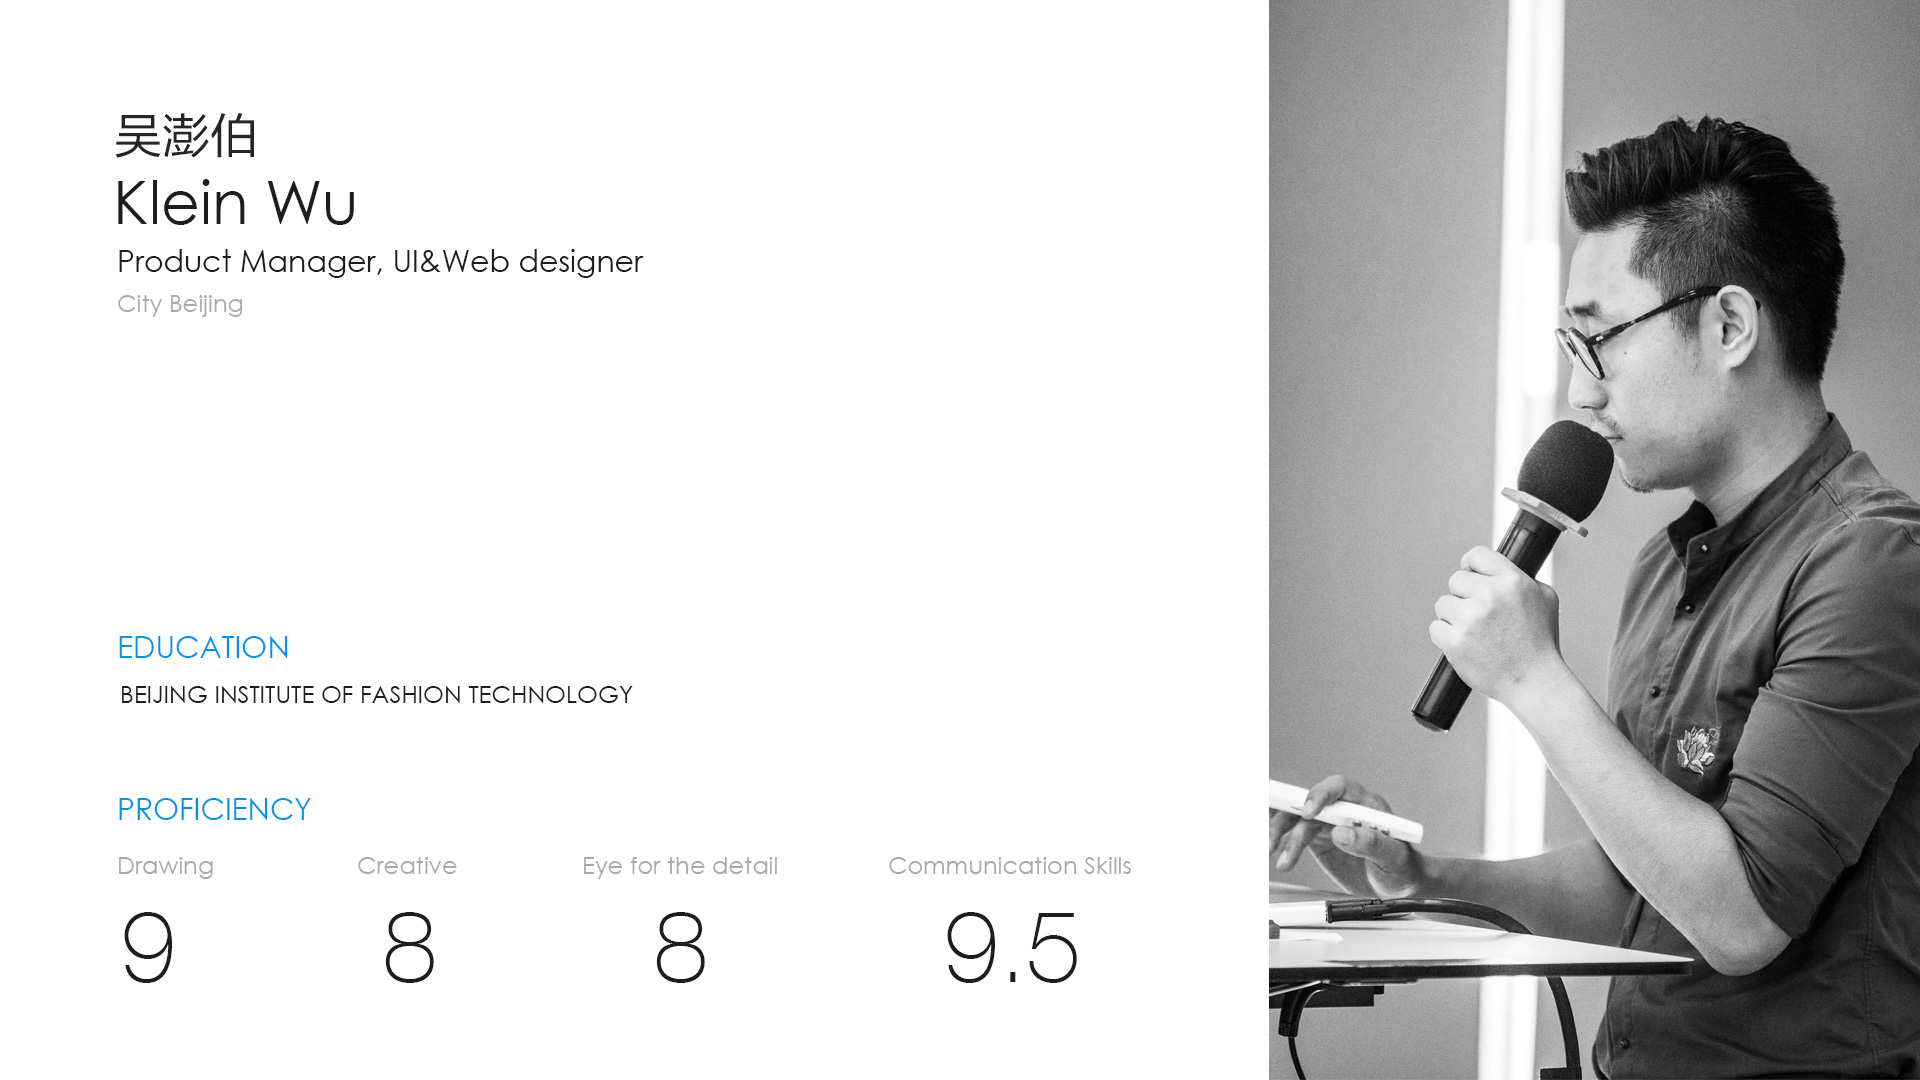 吴澎伯
Klein Wu
Product Manager, UI&Web designer
City Beijing
EDUCATION
BEIJING INSTITUTE OF FASHION TECHNOLOGY
PROFICIENCY
Drawing Creative Eye for the detail Communication Skills
9 8 8 9.5